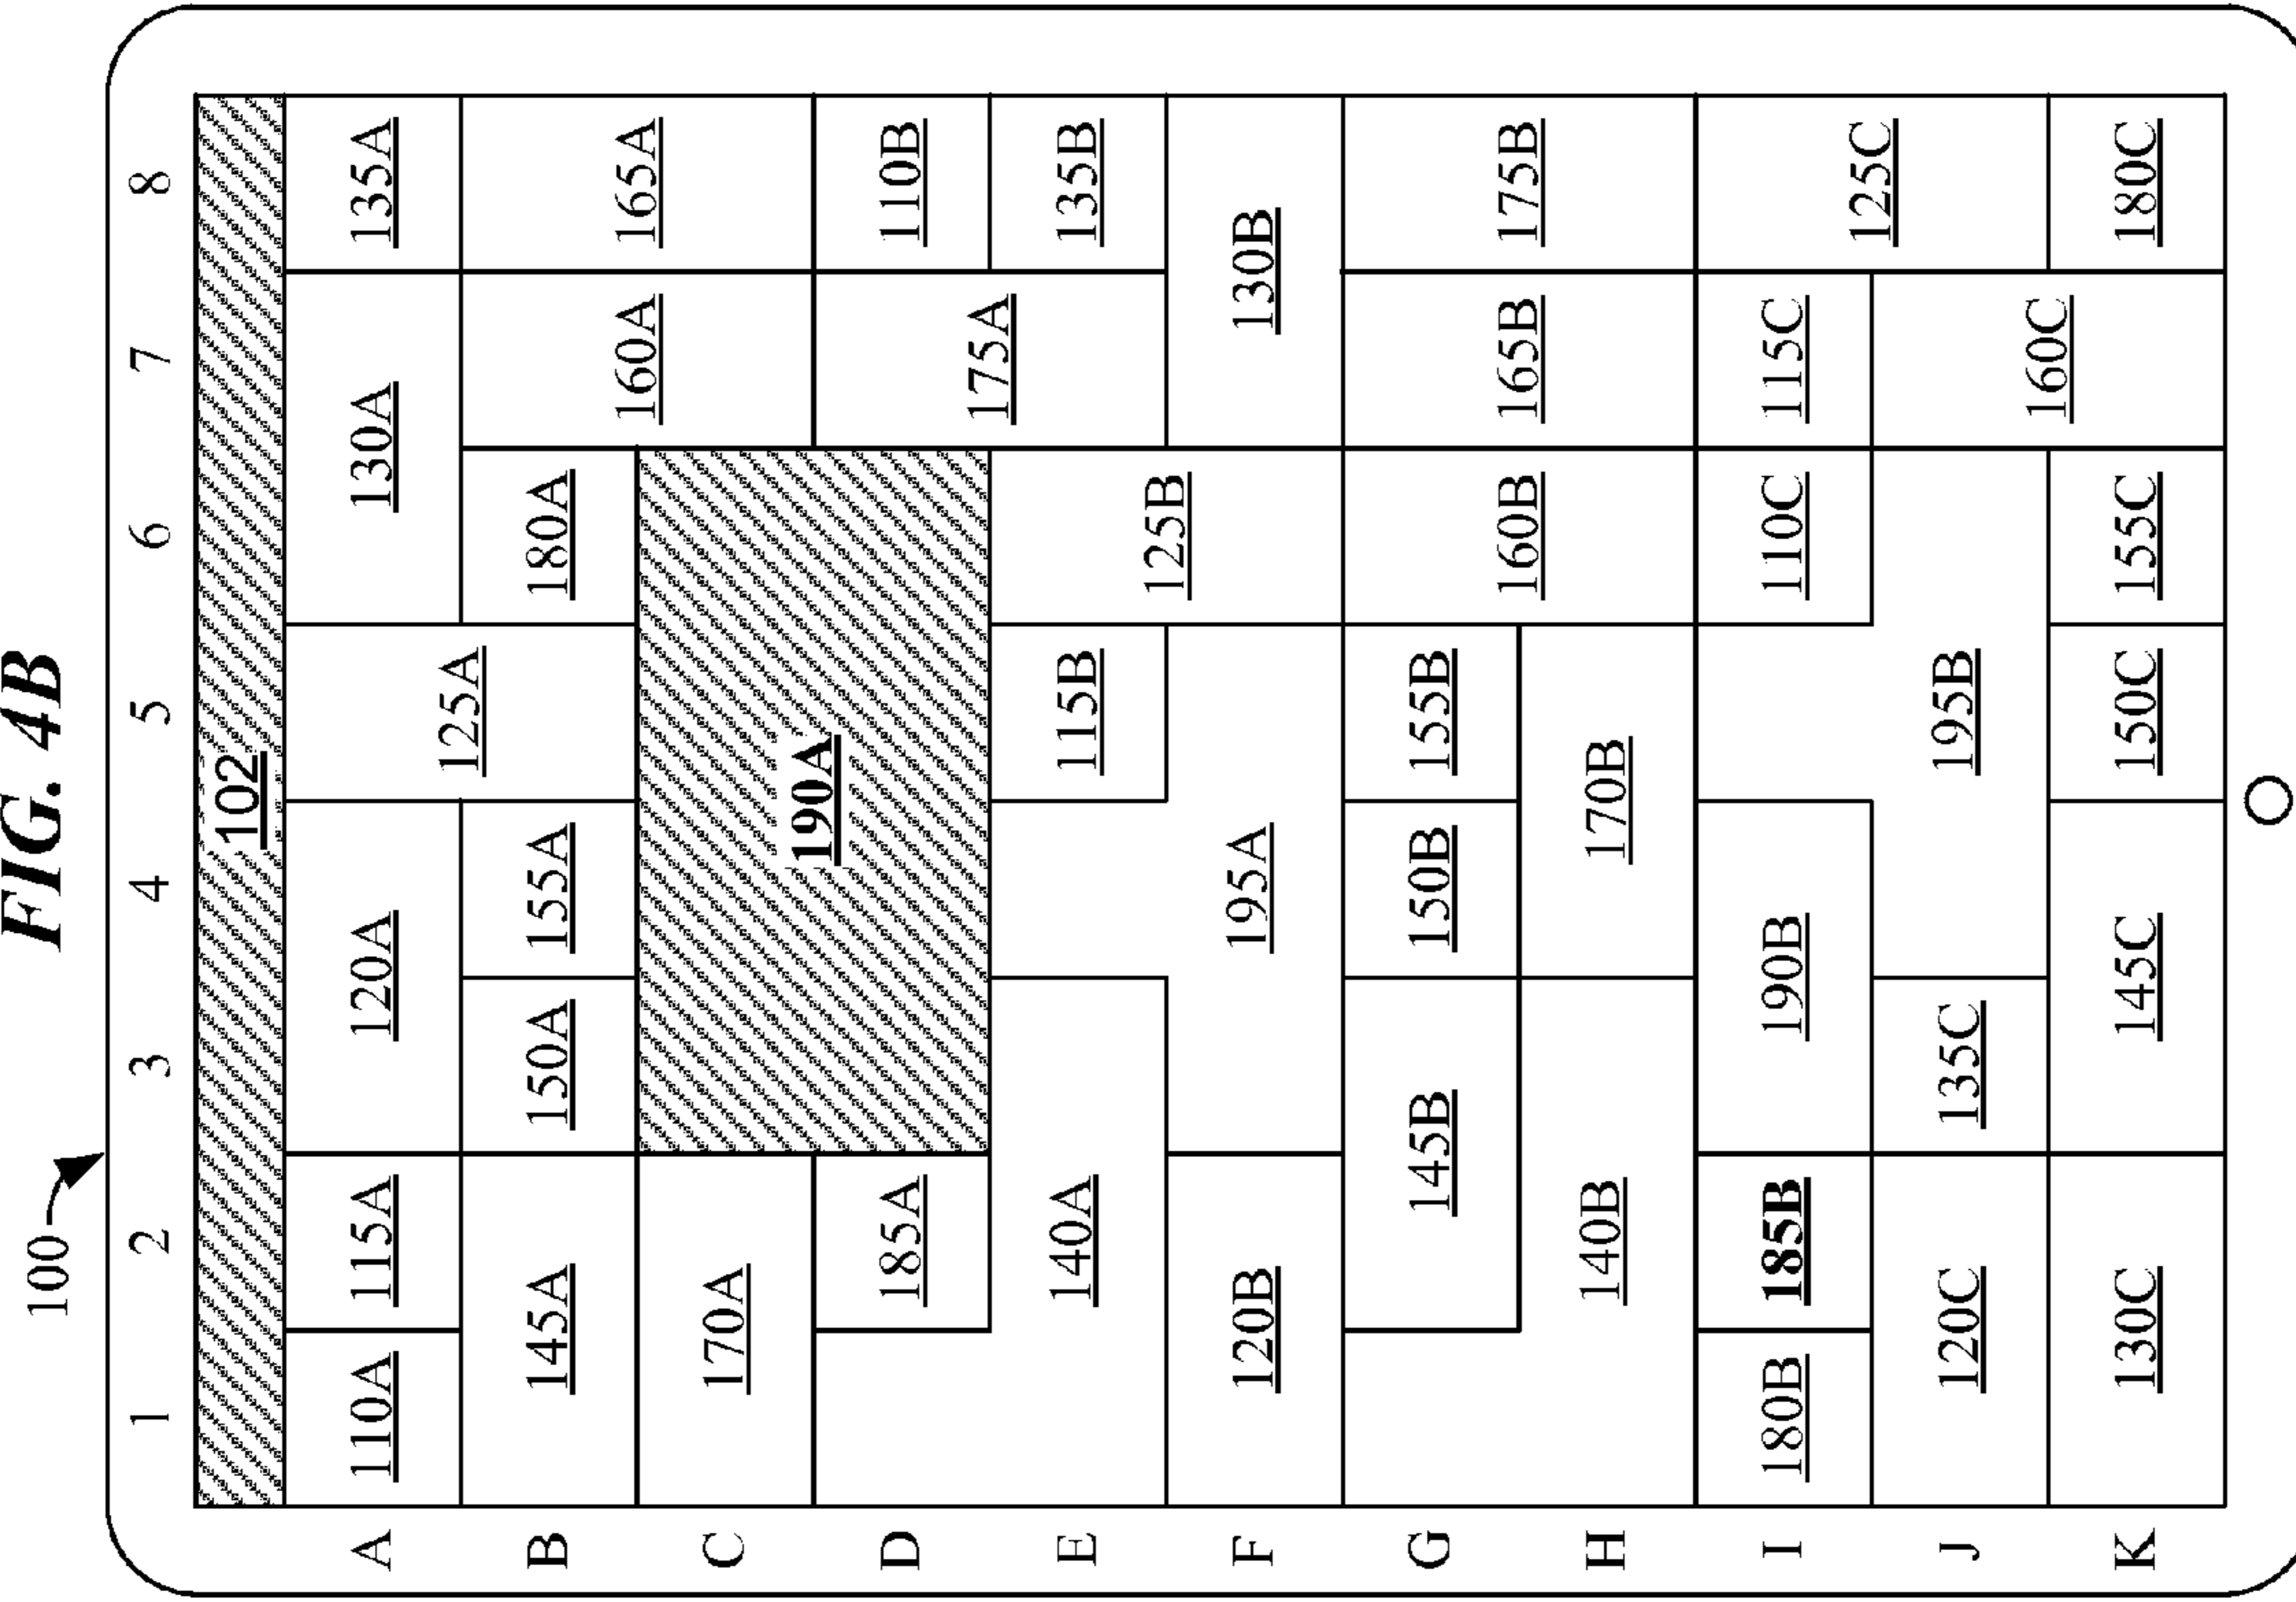 FIG. 4B
100
1 2 3 4 5 6 7 8
102
A 110A 115A 120A 130A 135A
125A
B 145A 150A 155A 180A
160A 165A
C 170A
190A
D 185A 110B
175A
E 140A 115B 135B
125B
F 120B 195A 130B
G 145B 150B 155B
160B 165B 175B
H 140B 170B
I 180B 185B 190B 110C 115C
125C
J 120C 135C 195B
160C
K 130C 145C 150C 155C 180C